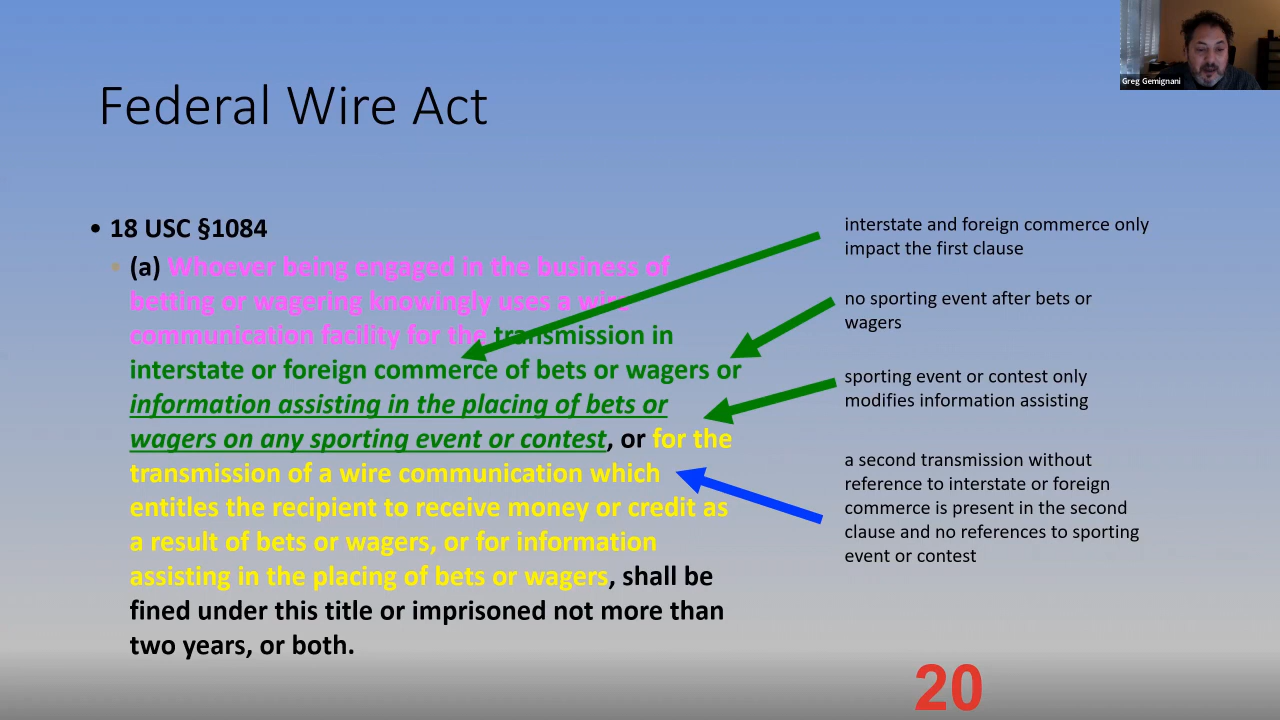 Greg Gemignani
Federal Wire Act
• 18 USC §1084
(a) Whoever being engaged in the business of
betting or wagering knowingly uses a wire
communication facility for the transmission in
interstate or foreign commerce of bets or wagers or
information assisting in the placing of bets or
wagers on any sporting event or contest, or for the
transmission of a wire communication which
entitles the recipient to receive money or credit as
a result of bets or wagers, or for information
assisting in the placing of bets or wagers, shall be
fined under this title or imprisoned not more than
two years, or both.
interstate and foreign commerce only
impact the first clause
no sporting event after bets or
wagers
sporting event or contest only
modifies information assisting
a second transmission without
reference to interstate or foreign
commerce is present in the second
clause and no references to sporting
event or contest
20